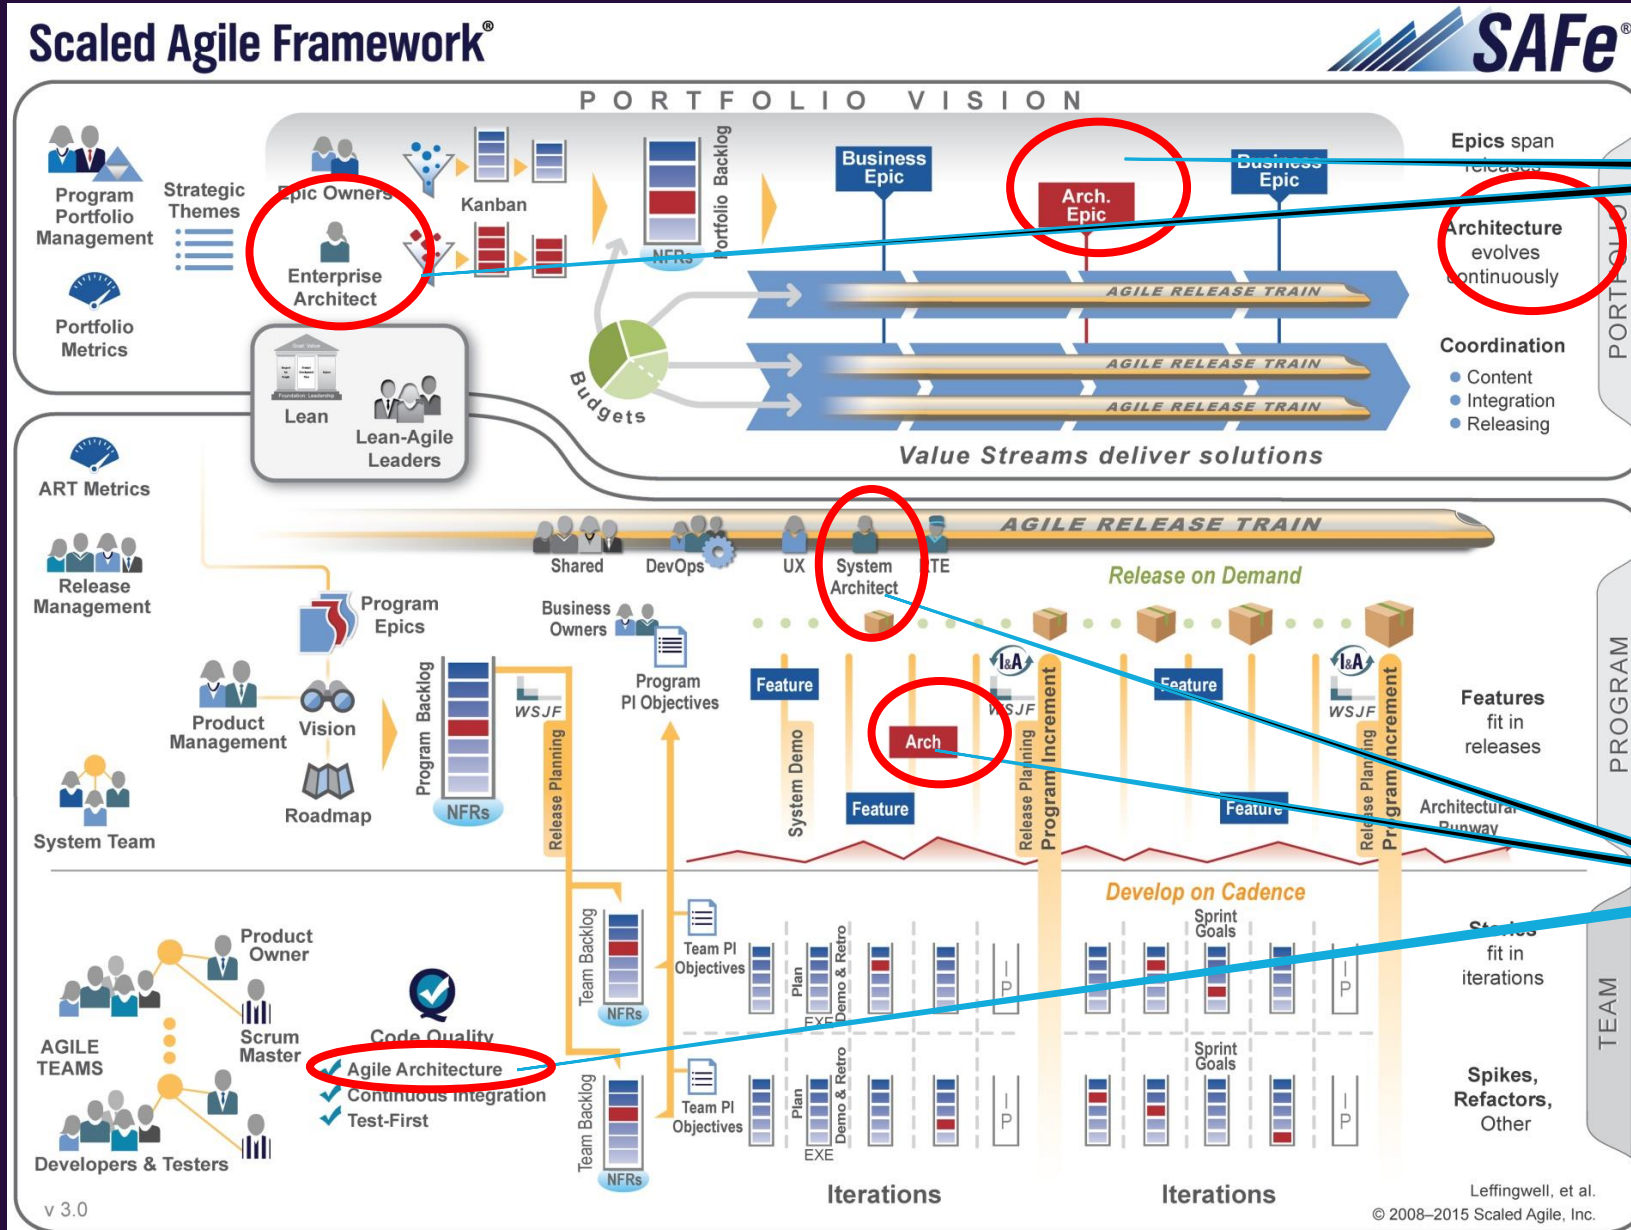 Scaled Agile Framework®
SAFe®
PORTFOLIO VISION
Program
Portfolio
Management
Strategic
Themes
Portfolio
Metrics
Epic Owners
Enterprise
Architect
Kanban
Portfolio Backlog
NFRs
Business
Epic
Arch.
Epic
Business
Epic
AGILE RELEASE TRAIN
AGILE RELEASE TRAIN
AGILE RELEASE TRAIN
Budgets
Value Streams deliver solutions
Epics span
releases
Architecture
evolves
continuously
Coordination
Content
Integration
Releasing
PORTFOLIO
Lean
Lean-Agile
Leaders
ART Metrics
Release
Management
AGILE RELEASE TRAIN
Shared
DevOps
UX
System
Architect
RTE
Release on Demand
Program
Epics
Business
Owners
Product
Management
Vision
Roadmap
System Team
Program Backlog
NFRs
WSJF
Release Planning
Program
PI Objectives
Feature
System Demo
Feature
Arch
I&A
WSJF
Release Planning
Program Increment
Feature
Feature
I&A
WSJF
Release Planning
Program Increment
Features
fit in
releases
Architectural
Runway
PROGRAM
Develop on Cadence
AGILE
TEAMS
Product
Owner
Scrum
Master
Developers & Testers
Code Quality
Agile Architecture
Continuous Integration
Test-First
Team Backlog
NFRs
Team PI
Objectives
Plan
EXE
Demo & Retro
I
P
Sprint
Goals
I
P
Stories
fit in
iterations
Team Backlog
NFRs
Team PI
Objectives
Plan
EXE
Demo & Retro
I
P
Sprint
Goals
I
P
Spikes,
Refactors,
Other
TEAM
Iterations
Iterations
v 3.0
Leffingwell, et al.
© 2008–2015 Scaled Agile, Inc.